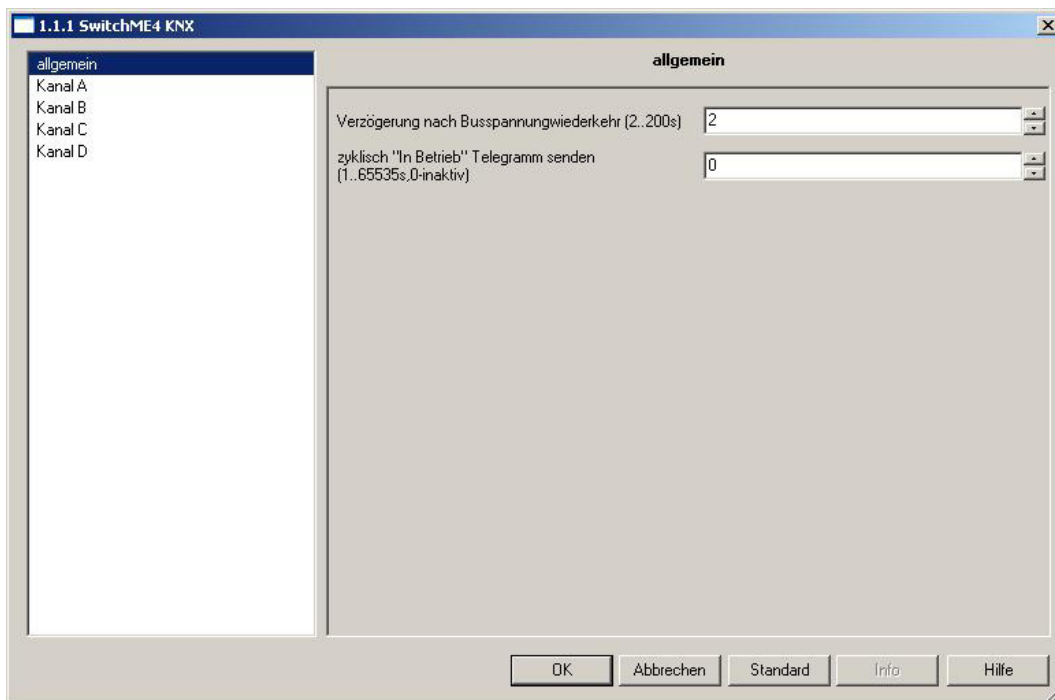 1.1.1 SwitchME4 KNX
allgemein
Kanal A
Kanal B
Kanal C
Kanal D
allgemein
Verzögerung nach Busspannungwiederkehr (2..200s)
2
zyklisch "In Betrieb" Telegramm senden
(1..65535s,0-inaktiv)
0
OK
Abbrechen
Standard
Info
Hilfe